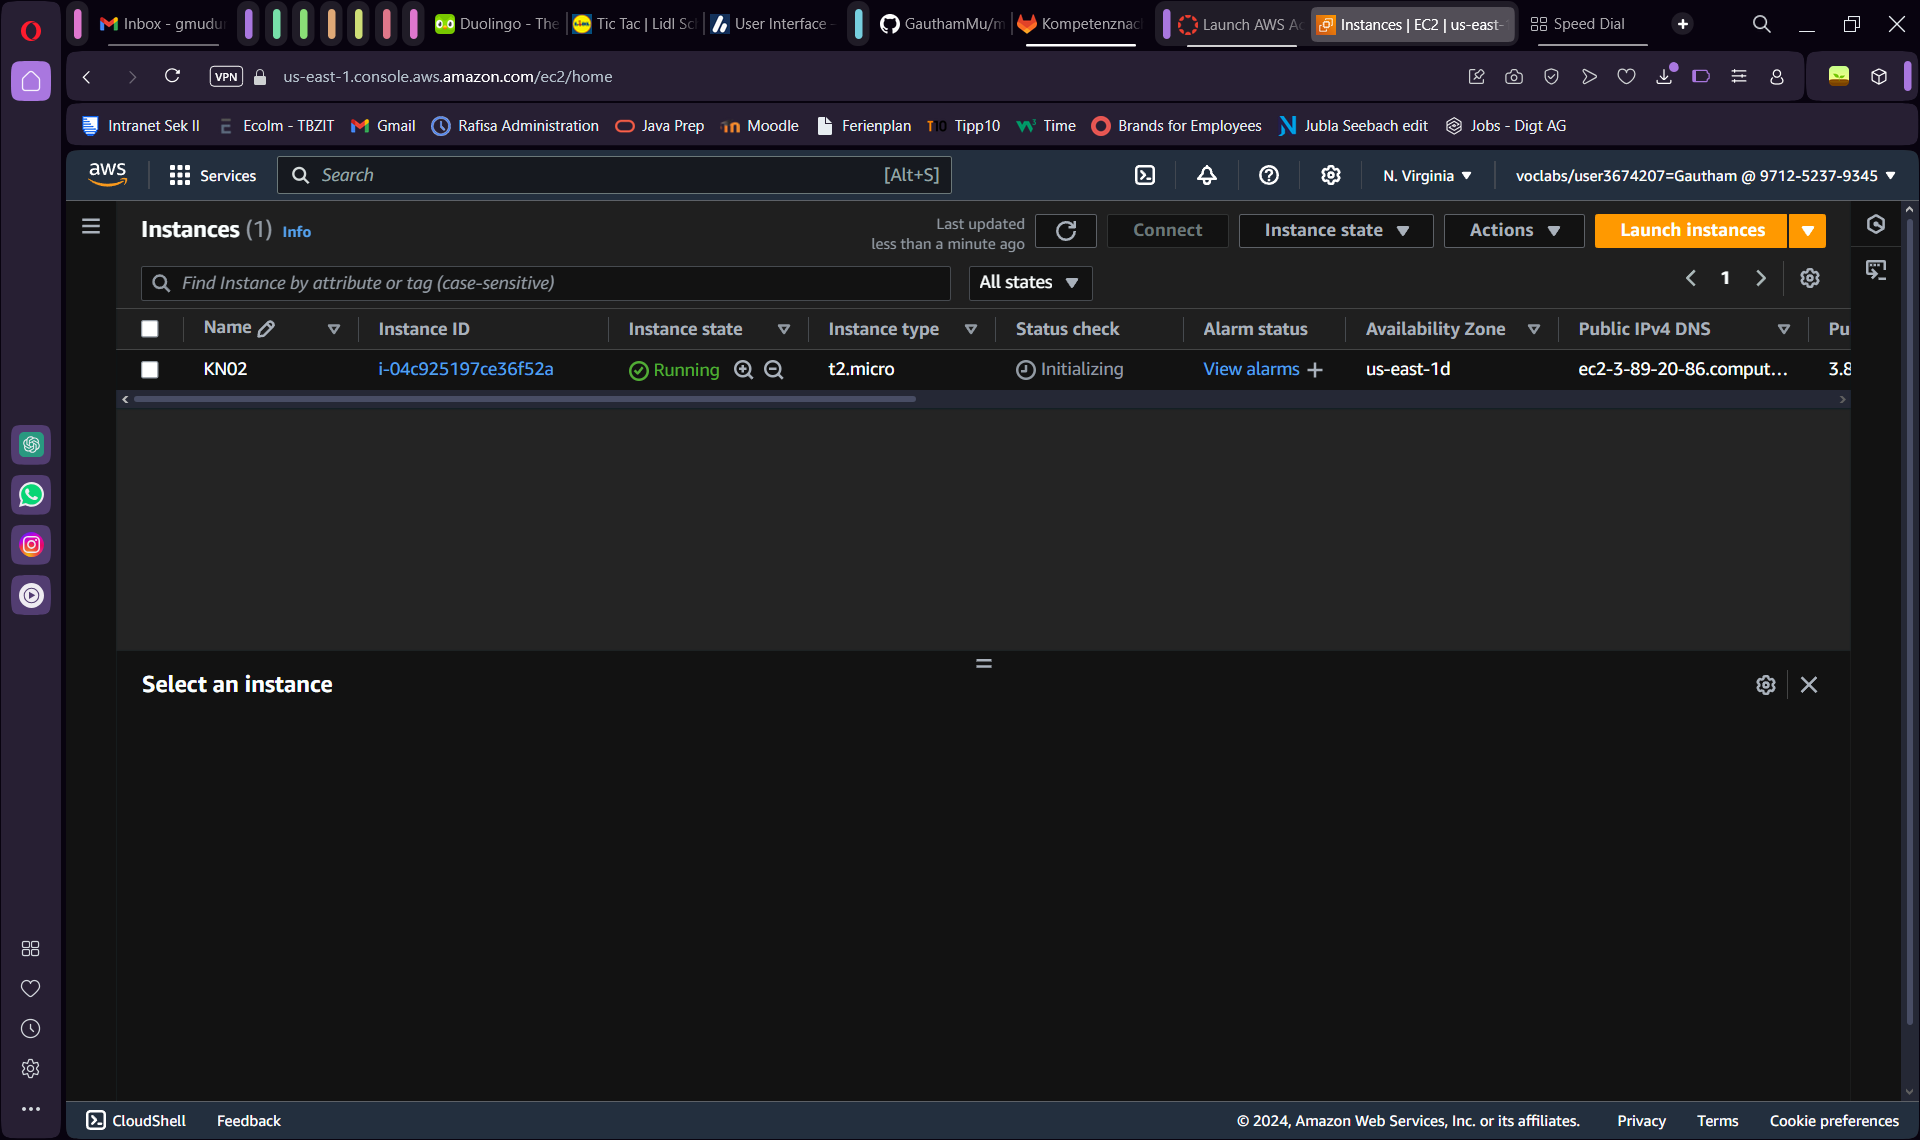 Inbox - gmudu
Duolingo - The
Tic Tac | Lidl Sc
User Interface -
GauthamMu/m
Kompetenznac
Launch AWS Ac
Instances | EC2 | us-east-
Speed Dial
VPN
us-east-1.console.aws.amazon.com/ec2/home
Intranet Sek II
Ecolm - TBZIT
Gmail
Rafisa Administration
Java Prep
Moodle
Ferienplan
T10
Tipp10
Time
Brands for Employees
Jubla Seebach edit
Jobs - Digt AG
aws
Services
Search
[Alt+S]
N. Virginia
voclabs/user3674207=Gautham @ 9712-5237-9345
Instances (1) Info
Last updated
less than a minute ago
Connect
Instance state
Actions
Launch instances
Find Instance by attribute or tag (case-sensitive)
All states
1
Name
Instance ID
Instance state
Instance type
Status check
Alarm status
Availability Zone
Public IPv4 DNS
Pu
KN02
i-04c925197ce36f52a
Running
t2.micro
Initializing
View alarms
us-east-1d
ec2-3-89-20-86.comput...
3.8
Select an instance
CloudShell
Feedback
© 2024, Amazon Web Services, Inc. or its affiliates.
Privacy
Terms
Cookie preferences